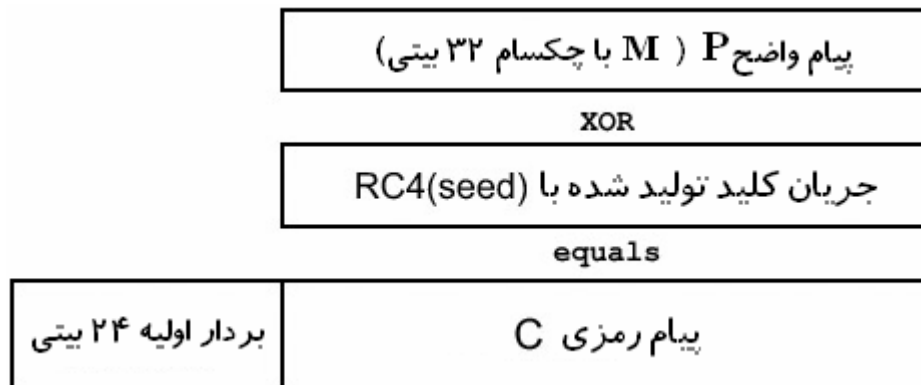 پیام واضح P ( M با چکسام ۳۲ بیتی)
XOR
جریان کلید تولید شده با RC4(seed)
equals
پیام رمزی C
بردار اولیه ۲۴ بیتی